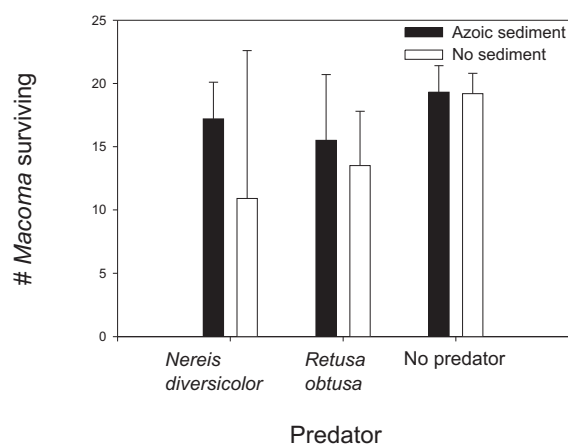 25
Azoic sediment
No sediment
20
15
10
5
0
# Macoma surviving
Nereis
diversicolor
Retusa
obtusa
No predator
Predator